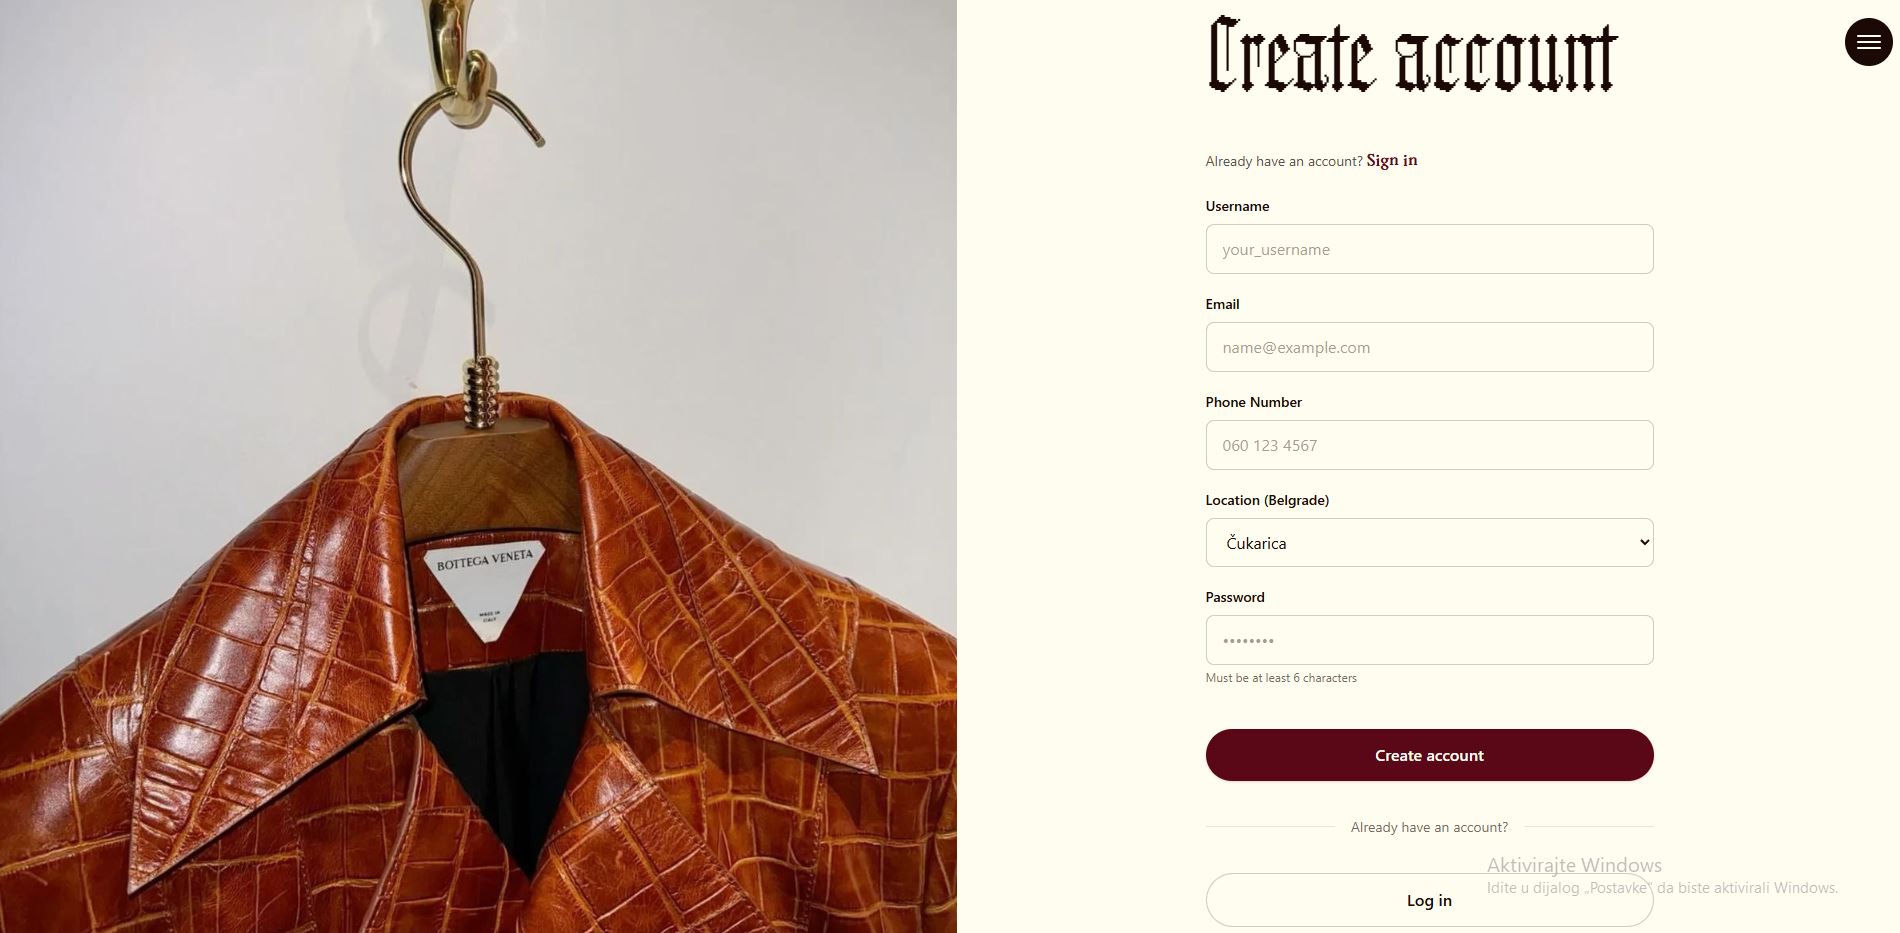 BOTTEGA VENETA
MADE IN
ITALY
Create account
Already have an account? Sign in
Username
your_username
Email
name@example.com
Phone Number
060 123 4567
Location (Belgrade)
Čukarica
Password
••••••••
Must be at least 6 characters
Create account
Already have an account?
Aktivirajte Windows
Idite u dijalog „Postavke“ da biste aktivirali Windows.
Log in